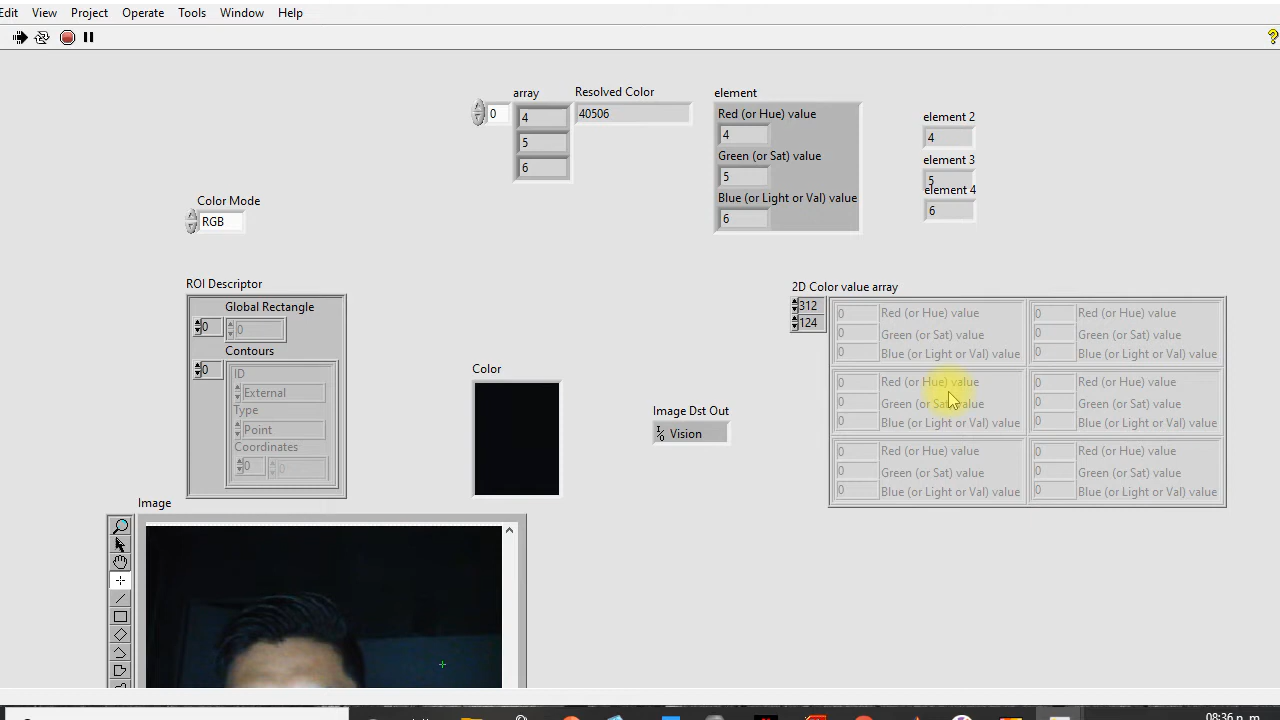 Edit View Project Operate Tools Window Help
?
array
0
4
5
6
Resolved Color
40506
element
Red (or Hue) value
4
Green (or Sat) value
5
Blue (or Light or Val) value
6
element 2
4
element 3
5
element 4
6
Color Mode
RGB
ROI Descriptor
Global Rectangle
0
0
Contours
0
ID
External
Type
Point
Coordinates
0
0
Color
Image Dst Out
Vision
2D Color value array
312
124
0 Red (or Hue) value 0 Red (or Hue) value
0 Green (or Sat) value 0 Green (or Sat) value
0 Blue (or Light or Val) value 0 Blue (or Light or Val) value
0 Red (or Hue) value 0 Red (or Hue) value
0 Green (or Sat) value 0 Green (or Sat) value
0 Blue (or Light or Val) value 0 Blue (or Light or Val) value
0 Red (or Hue) value 0 Red (or Hue) value
0 Green (or Sat) value 0 Green (or Sat) value
0 Blue (or Light or Val) value 0 Blue (or Light or Val) value
Image
08:36 p. m.